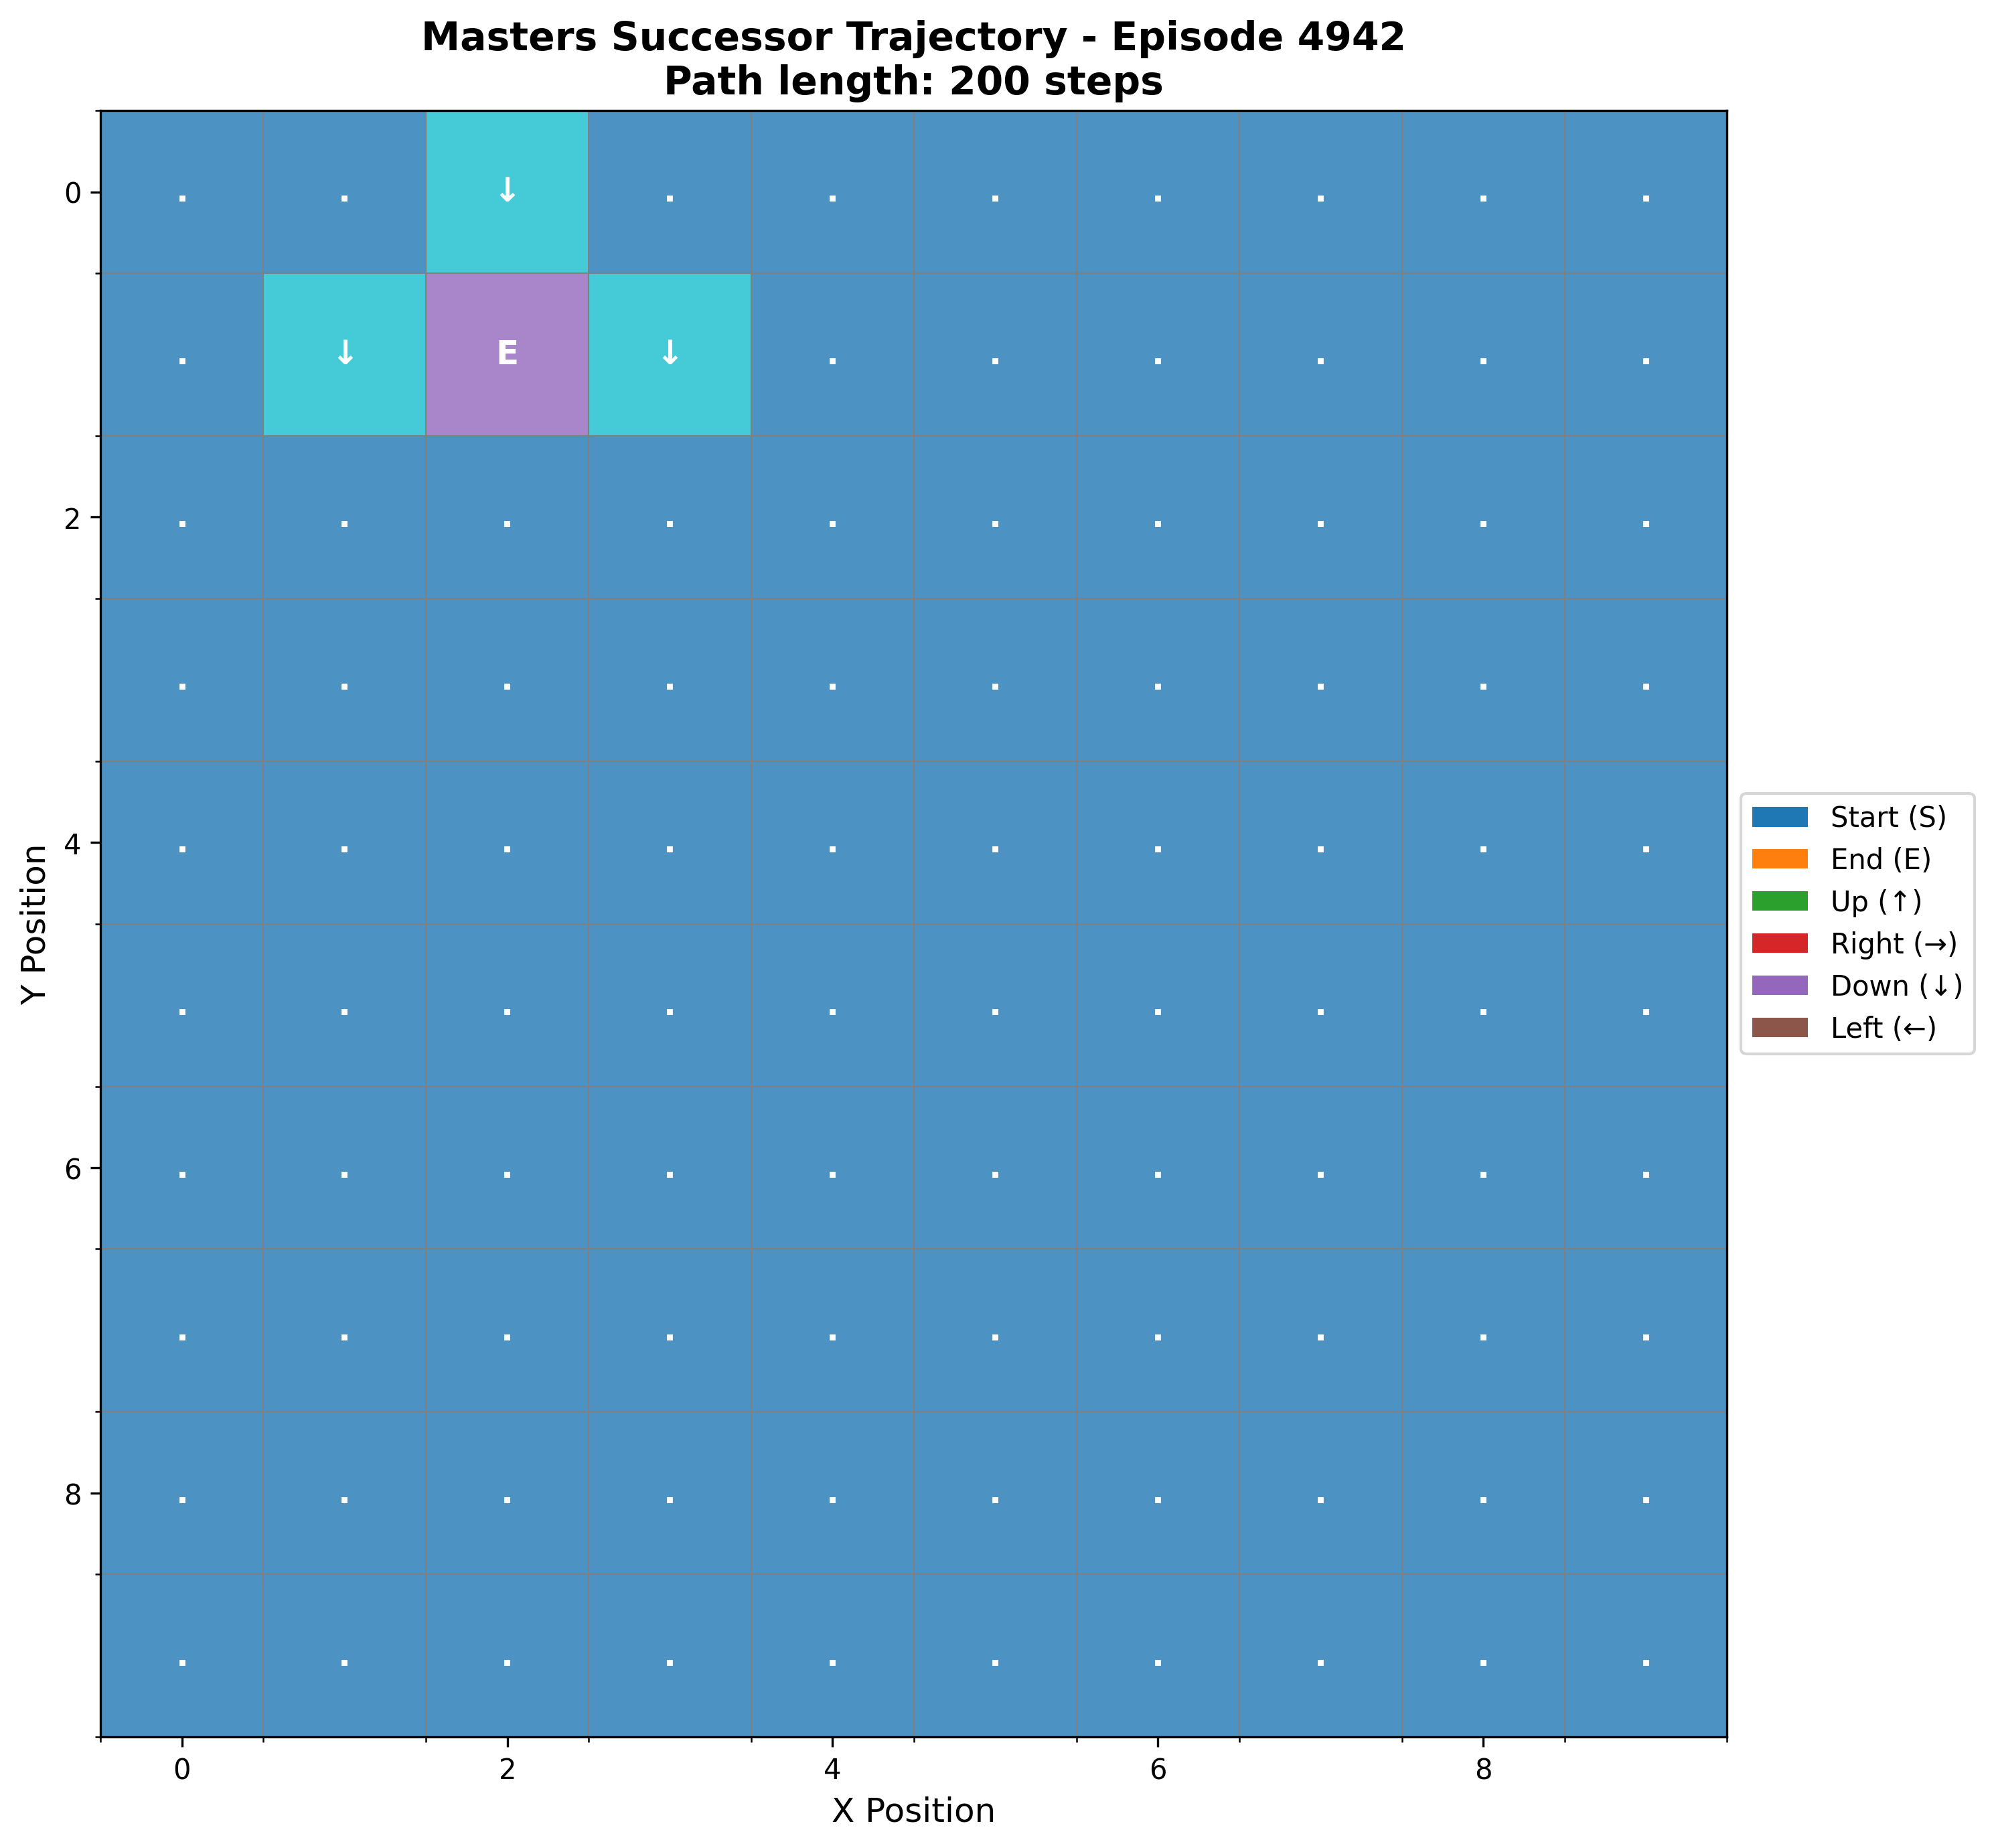 Masters Successor Trajectory - Episode 4942
Path length: 200 steps
0
. . ↓ . . . . . . .
. ↓ E ↓ . . . . . .
2
. . . . . . . . . .
. . . . . . . . . .
4
. . . . . . . . . .
. . . . . . . . . .
6
. . . . . . . . . .
. . . . . . . . . .
8
. . . . . . . . . .
. . . . . . . . . .
Y Position
0 2 4 6 8
X Position
Start (S)
End (E)
Up (↑)
Right (→)
Down (↓)
Left (←)